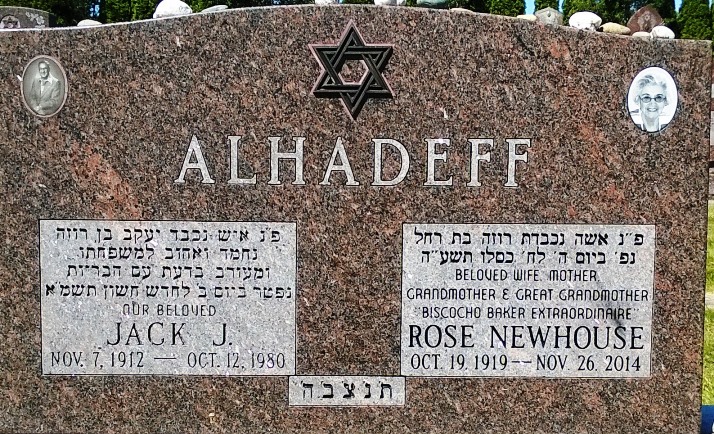 ALHADEFF
פ״נ איש נכבד יעקב בן רוזה
נחמד ואהוב למשפחתו
ומעורב בדעת עם הבריות
נפטר ביום ב׳ לחדש חשון תשמ״א
OUR BELOVED
JACK J.
NOV. 7, 1912 — OCT. 12, 1980
פ״נ אשה נכבדת רוזה בת רחל
נפ׳ ביום ה׳ לח׳ כסלו תשע״ה
BELOVED WIFE, MOTHER,
GRANDMOTHER & GREAT GRANDMOTHER
"BISCOCHO BAKER EXTRAORDINAIRE"
ROSE NEWHOUSE
OCT. 19, 1919 -- NOV. 26, 2014
תנצבה